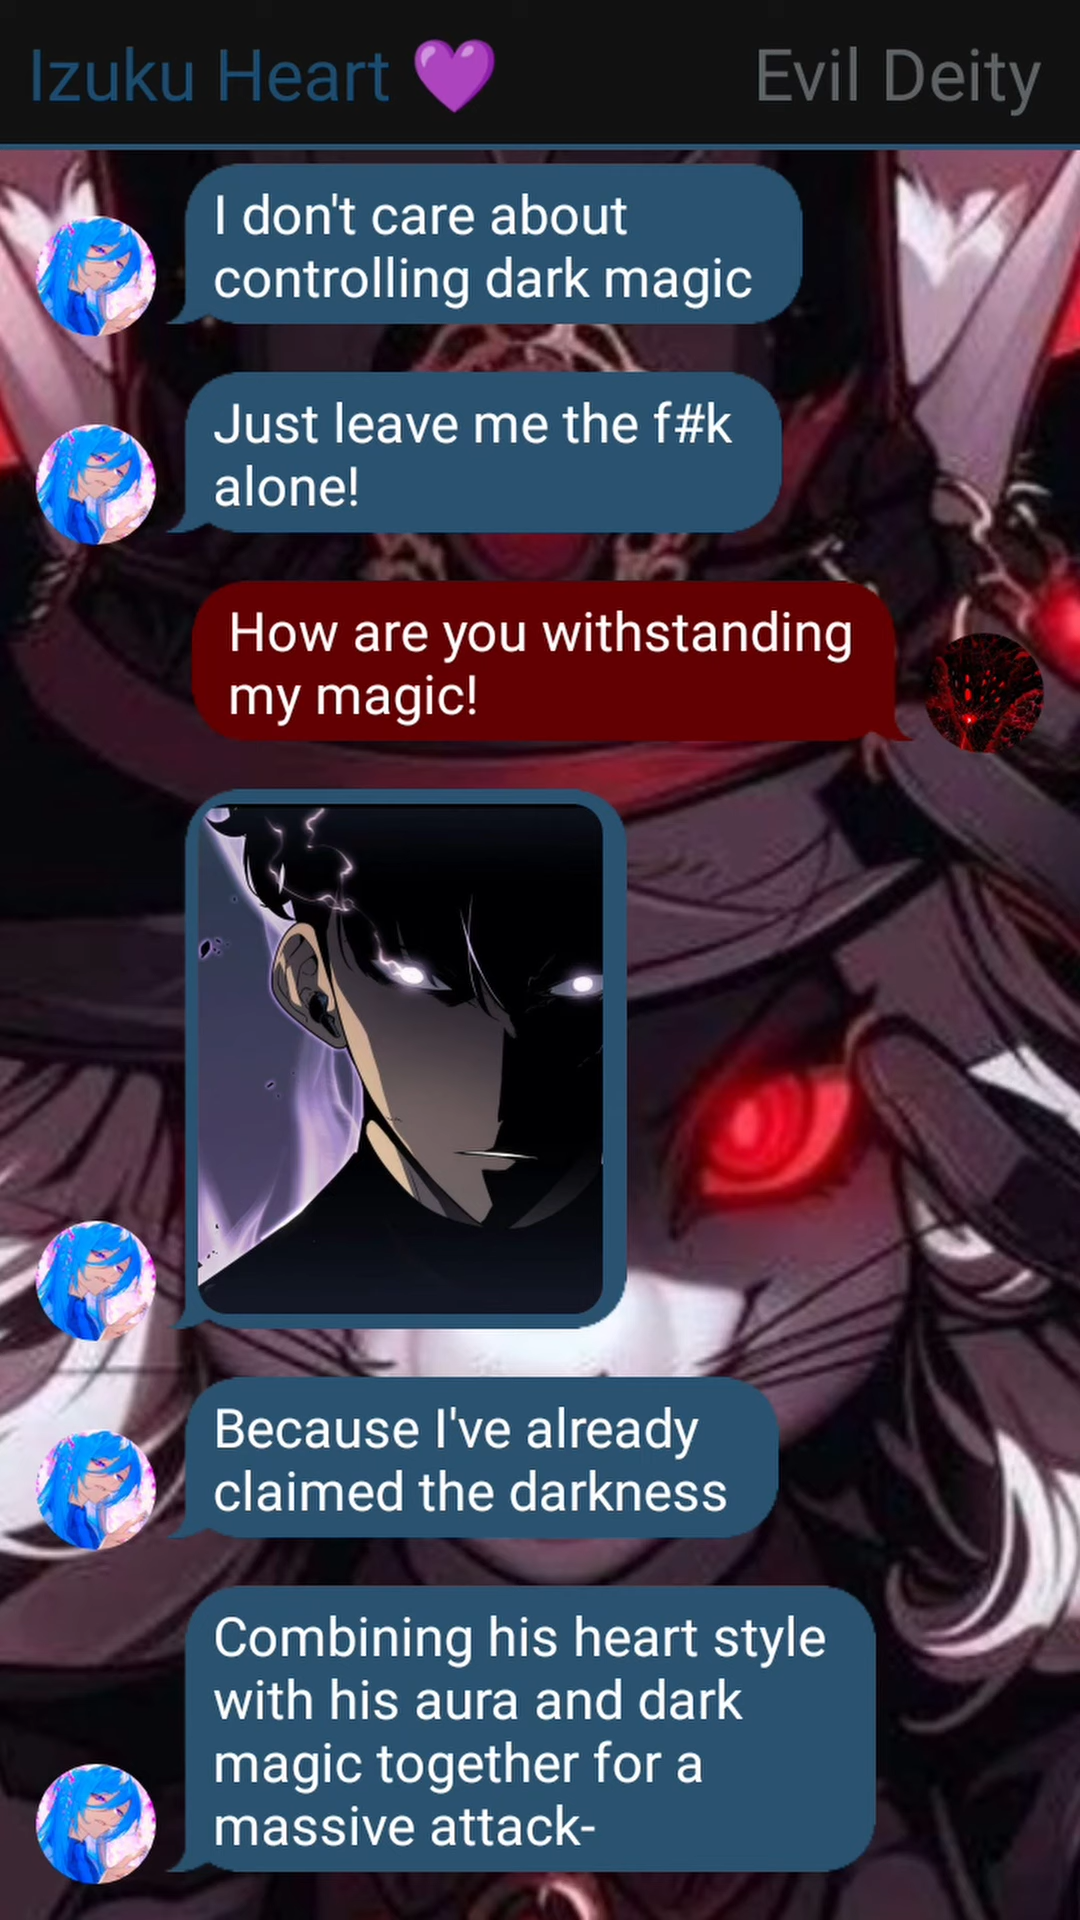 Izuku Heart 💜 Evil Deity
I don't care about
controlling dark magic
Just leave me the f#k
alone!
How are you withstanding
my magic!
Because I've already
claimed the darkness
Combining his heart style
with his aura and dark
magic together for a
massive attack-